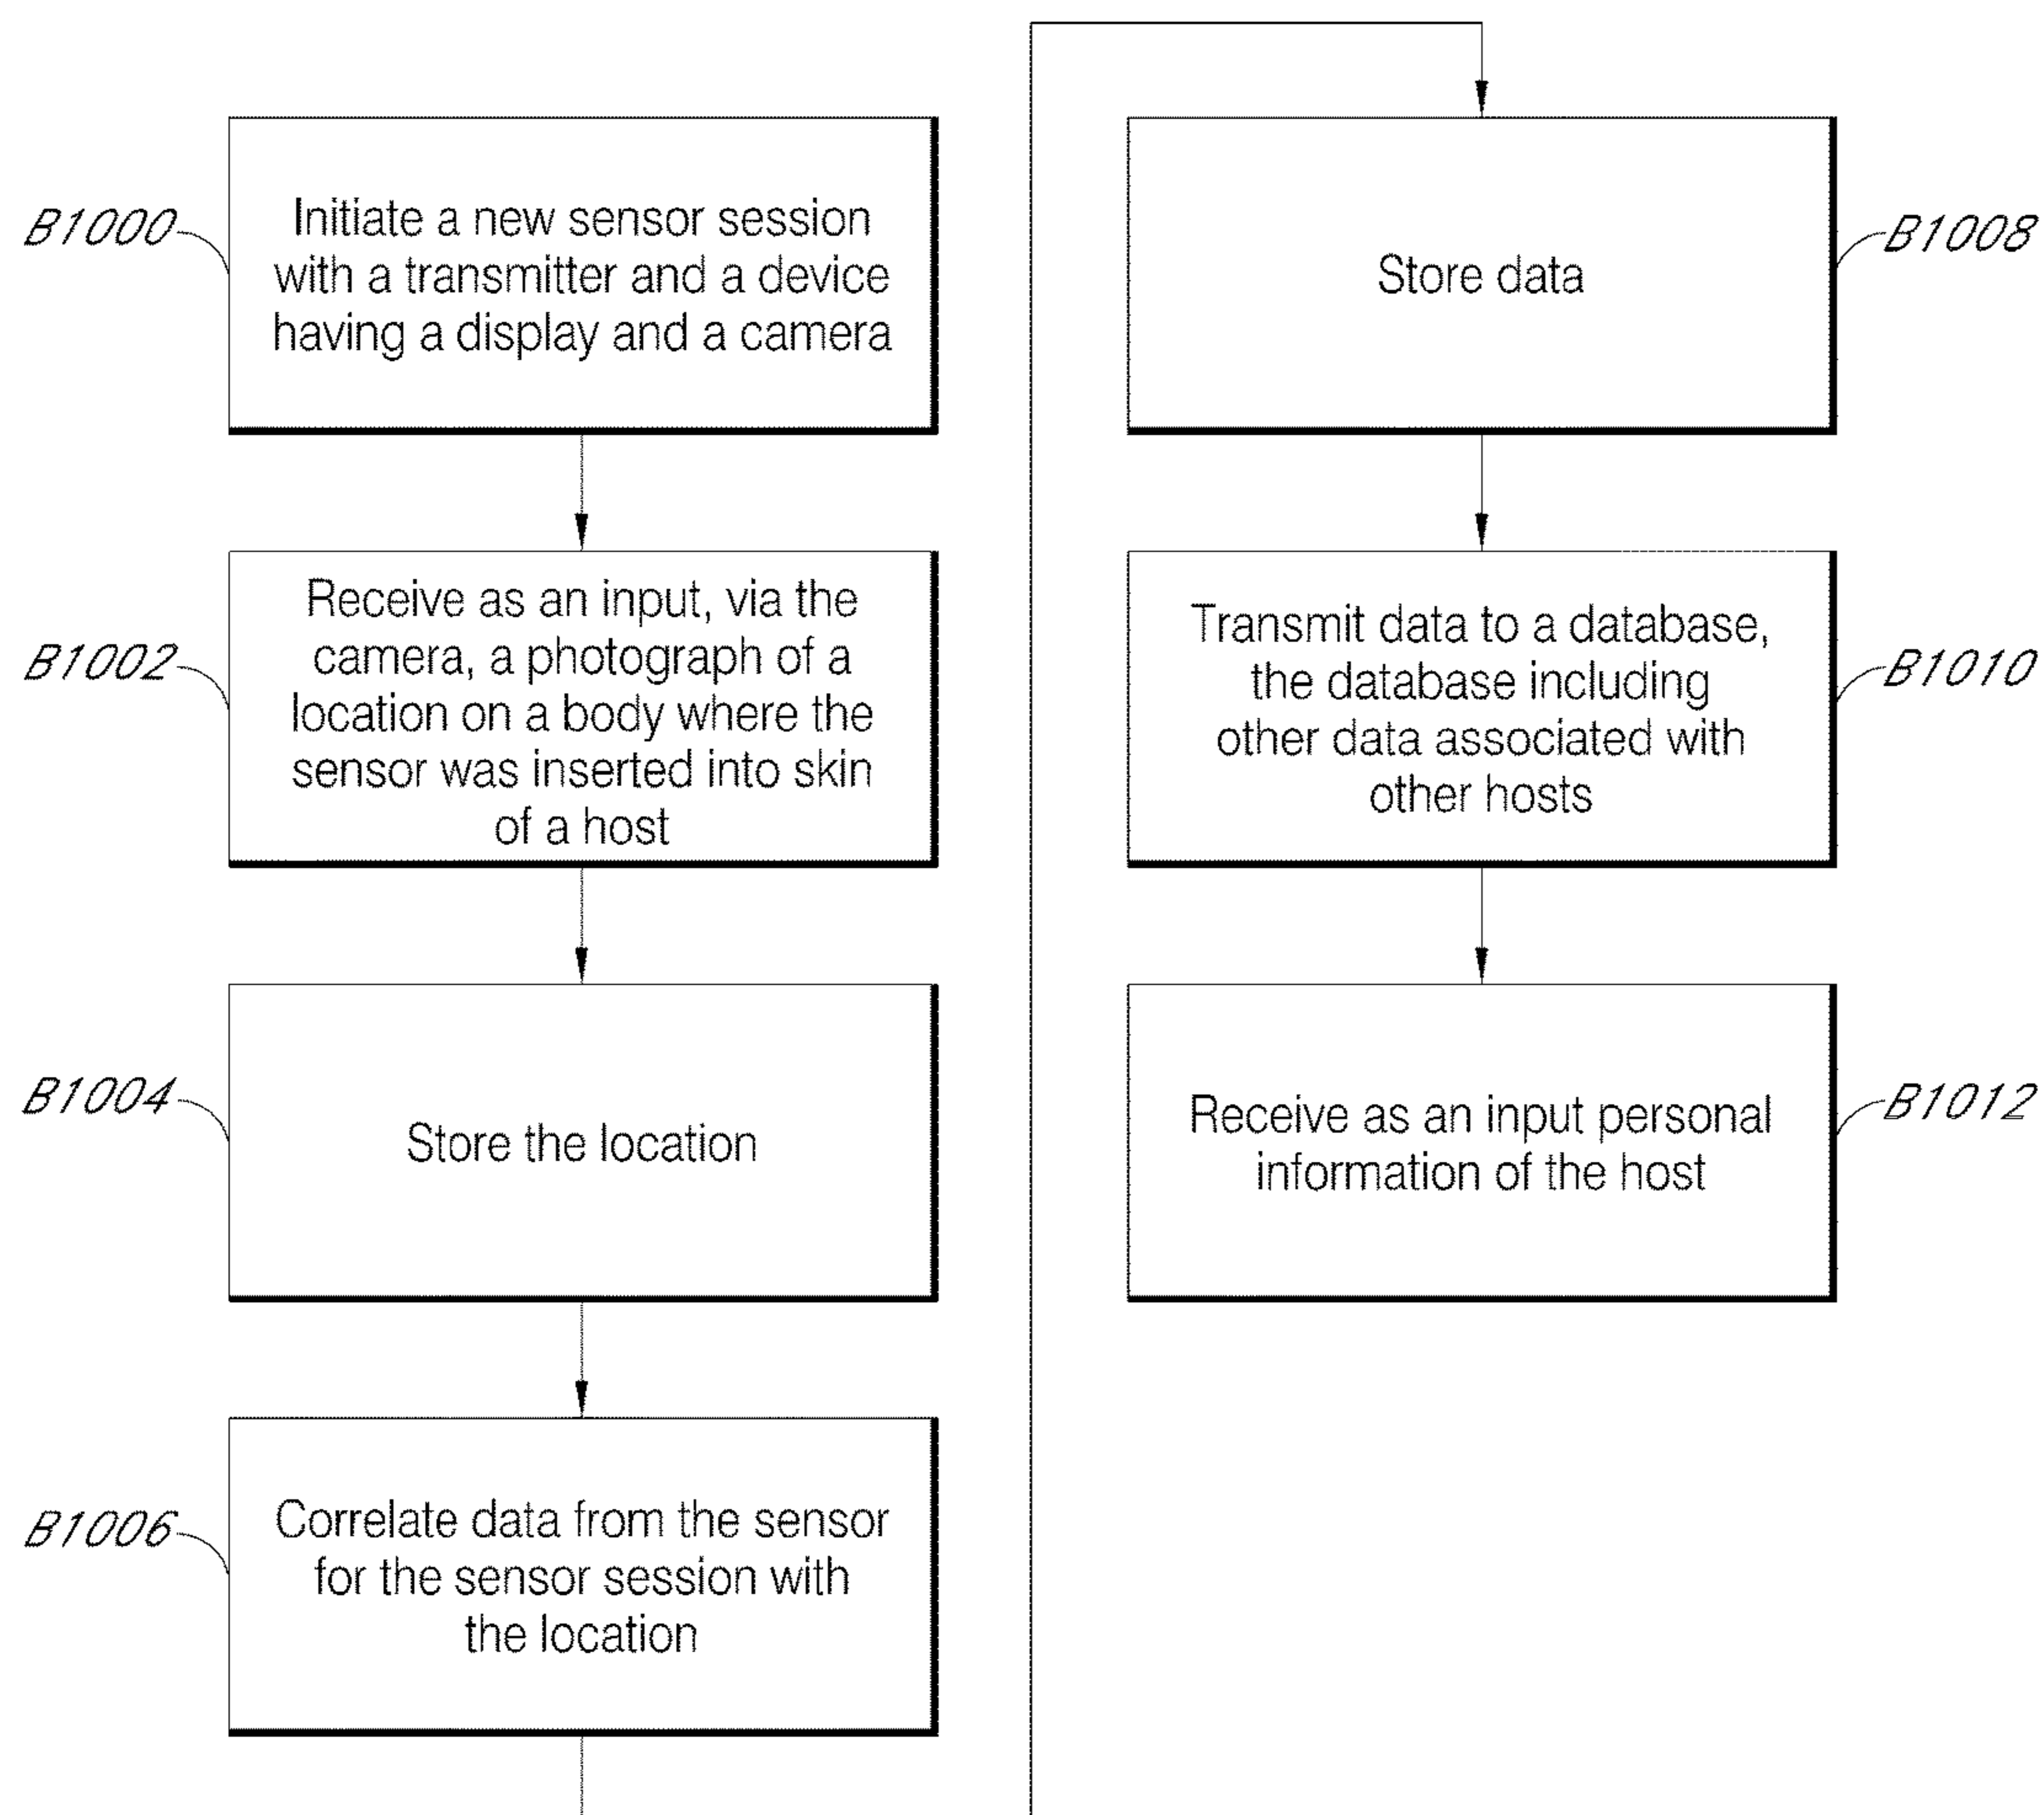 B1000
Initiate a new sensor session
with a transmitter and a device
having a display and a camera
B1002
Receive as an input, via the
camera, a photograph of a
location on a body where the
sensor was inserted into skin
of a host
B1004
Store the location
B1006
Correlate data from the sensor
for the sensor session with
the location
Store data
B1008
Transmit data to a database,
the database including
other data associated with
other hosts
B1010
Receive as an input personal
information of the host
B1012